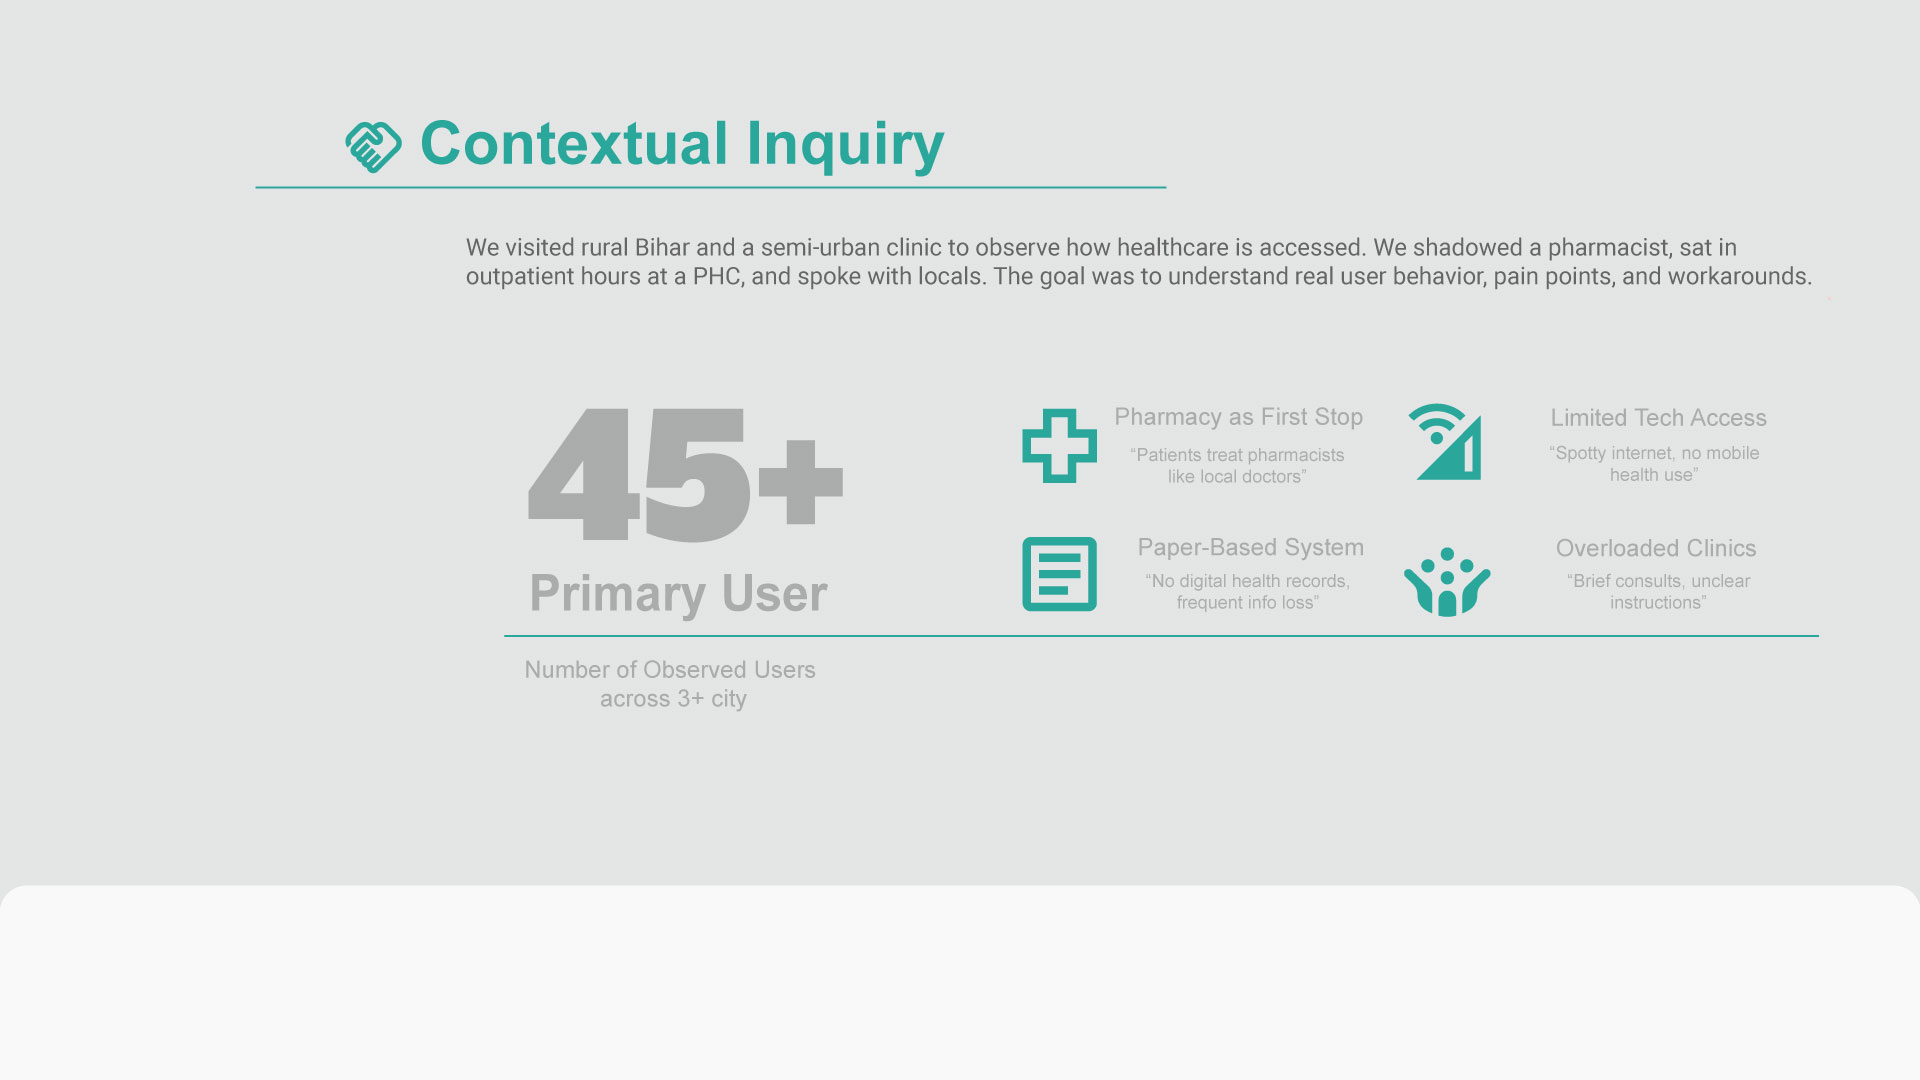 Contextual Inquiry
We visited rural Bihar and a semi-urban clinic to observe how healthcare is accessed. We shadowed a pharmacist, sat in
outpatient hours at a PHC, and spoke with locals. The goal was to understand real user behavior, pain points, and workarounds.
45+
Primary User
Number of Observed Users
across 3+ city
Pharmacy as First Stop
“Patients treat pharmacists
like local doctors”
Limited Tech Access
“Spotty internet, no mobile
health use”
Paper-Based System
“No digital health records,
frequent info loss”
Overloaded Clinics
“Brief consults, unclear
instructions”